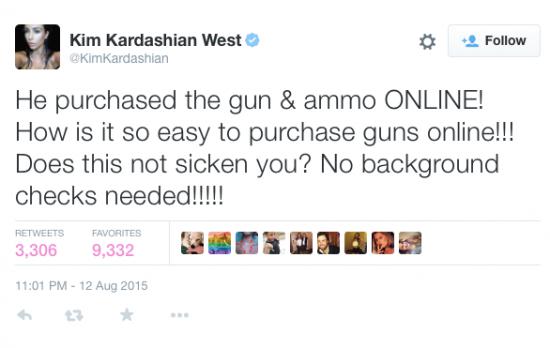 Kim Kardashian West
@KimKardashian
Follow
He purchased the gun & ammo ONLINE!
How is it so easy to purchase guns online!!!
Does this not sicken you? No background
checks needed!!!!!
RETWEETS FAVORITES
3,306 9,332
11:01 PM - 12 Aug 2015